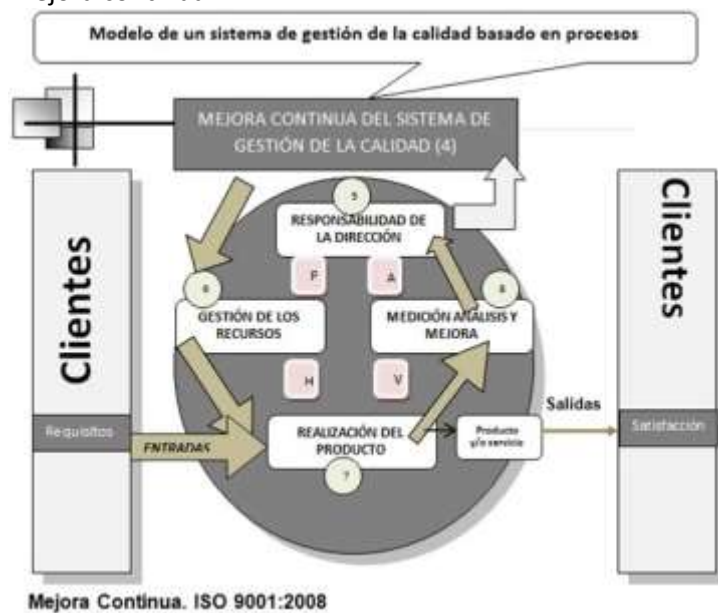 Modelo de un sistema de gestión de la calidad basado en procesos
MEJORA CONTINUA DEL SISTEMA DE
GESTIÓN DE LA CALIDAD (4)
Clientes
Requisitos
ENTRADAS
5
RESPONSABILIDAD DE
LA DIRECCIÓN
P
A
6
GESTIÓN DE LOS
RECURSOS
8
MEDICIÓN ANÁLISIS Y
MEJORA
H
V
REALIZACIÓN DEL
PRODUCTO
7
Producto
y/o servicio
Salidas
Clientes
Satisfacción
Mejora Continua. ISO 9001:2008